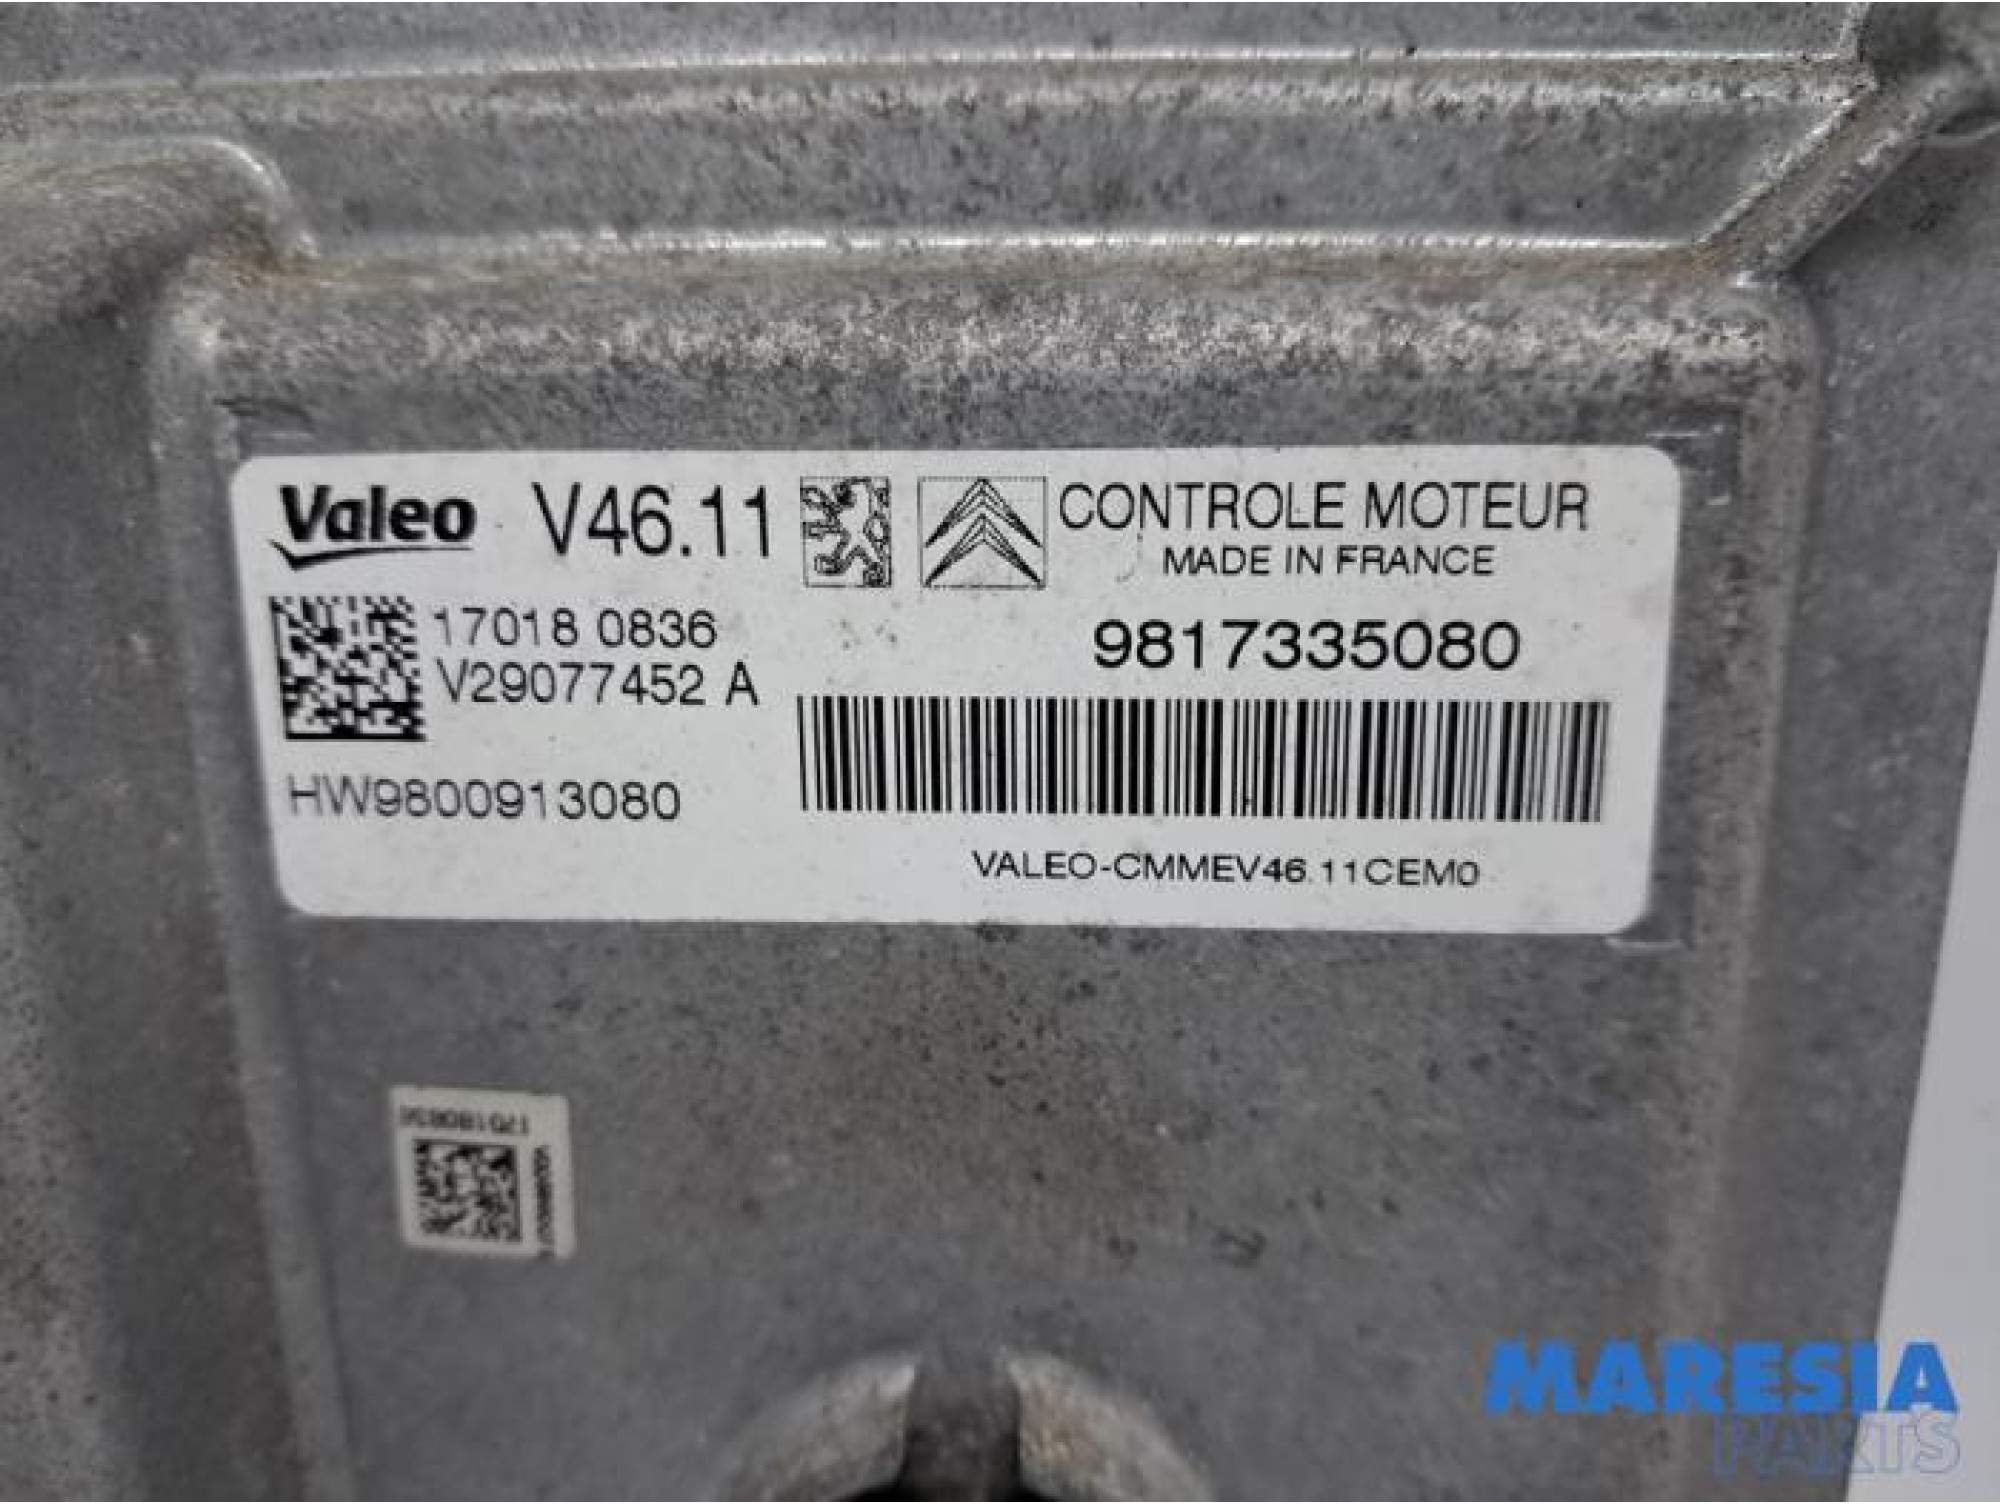 Valeo V46.11 CONTROLE MOTEUR
MADE IN FRANCE
17018 0836
V29077452 A
9817335080
HW9800913080
VALEO-CMMEV46.11CEM0
MARESIA
PARTS